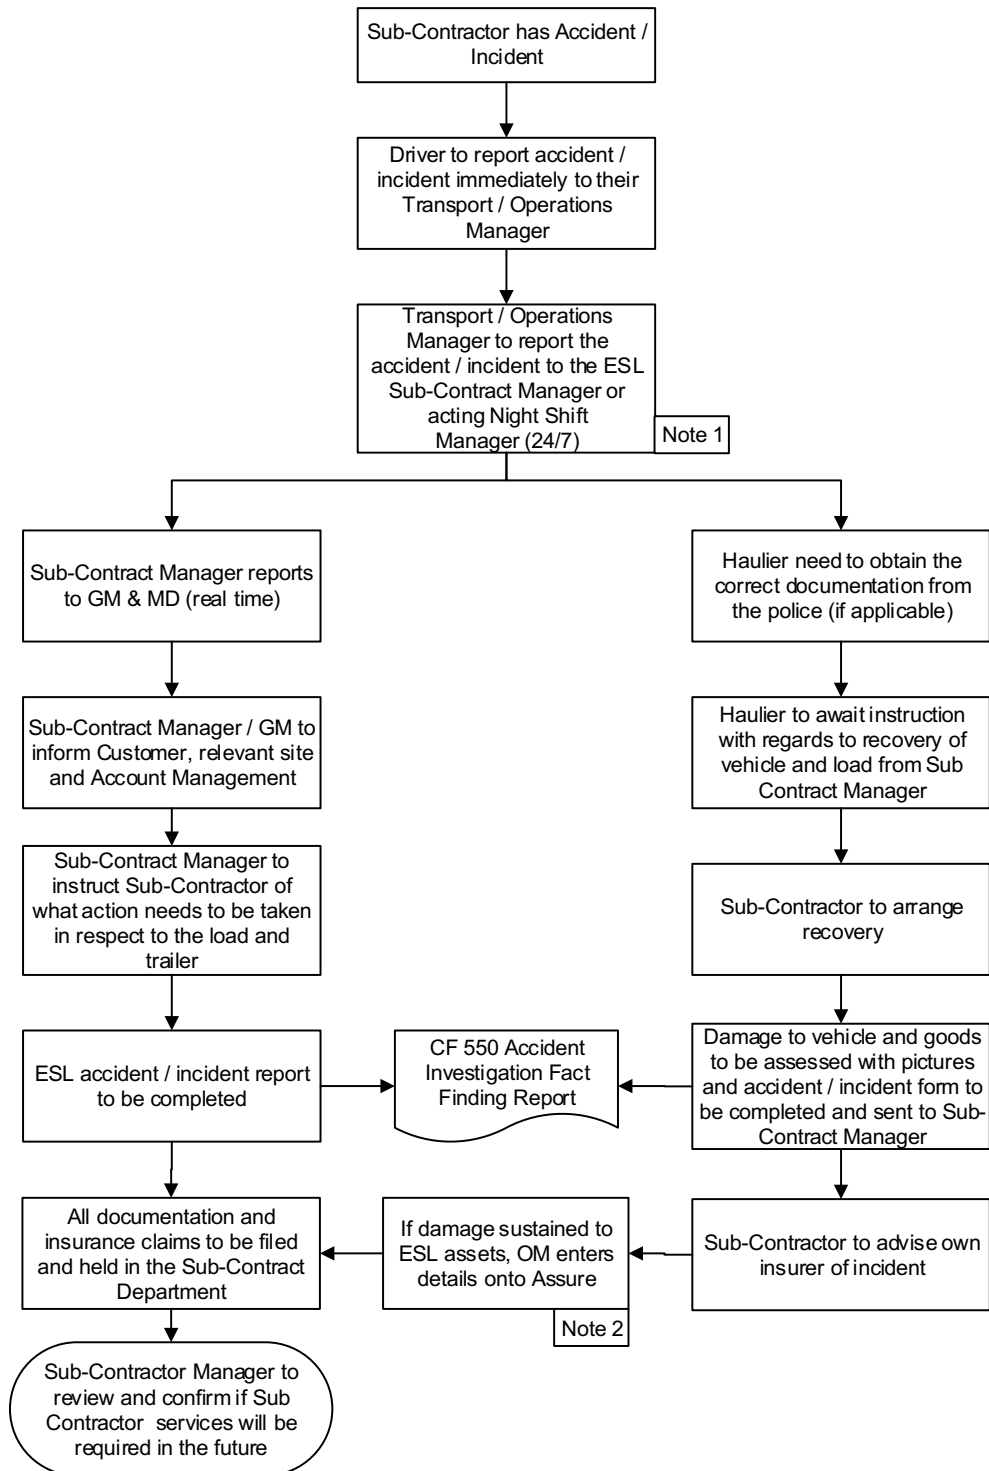 Sub-Contractor has Accident /
Incident
Driver to report accident /
incident immediately to their
Transport / Operations
Manager
Transport / Operations
Manager to report the
accident / incident to the ESL
Sub-Contract Manager or
acting Night Shift
Manager (24/7)
Note 1
Sub-Contract Manager reports
to GM & MD (real time)
Haulier need to obtain the
correct documentation from
the police (if applicable)
Sub-Contract Manager / GM to
inform Customer, relevant site
and Account Management
Haulier to await instruction
with regards to recovery of
vehicle and load from Sub
Contract Manager
Sub-Contract Manager to
instruct Sub-Contractor of
what action needs to be taken
in respect to the load and
trailer
Sub-Contractor to arrange
recovery
ESL accident / incident report
to be completed
CF 550 Accident
Investigation Fact
Finding Report
Damage to vehicle and goods
to be assessed with pictures
and accident / incident form to
be completed and sent to Sub-
Contract Manager
All documentation and
insurance claims to be filed
and held in the Sub-Contract
Department
If damage sustained to
ESL assets, OM enters
details onto Assure
Note 2
Sub-Contractor to advise own
insurer of incident
Sub-Contractor Manager to
review and confirm if Sub
Contractor  services will be
required in the future